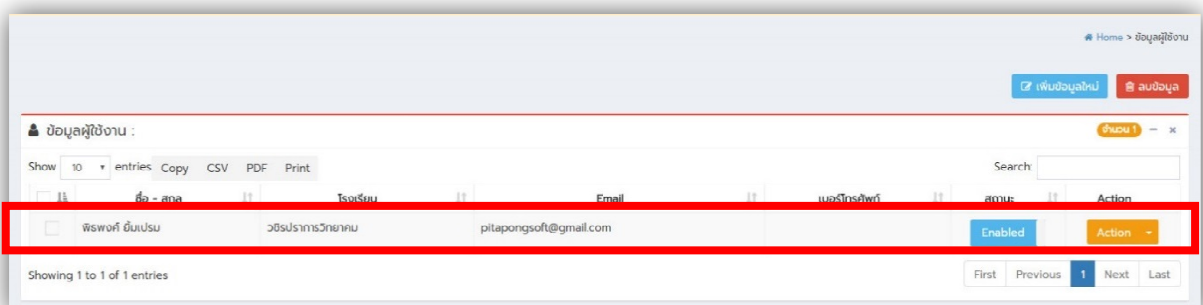 Home > ข้อมูลผู้ใช้งาน
เพิ่มข้อมูลใหม่ ลบข้อมูล
ข้อมูลผู้ใช้งาน : จำนวน 1 − ×
Show 10 entries Copy CSV PDF Print Search:
ชื่อ - สกุล โรงเรียน Email เบอร์โทรศัพท์ สถานะ Action
พิธพงศ์ ยิ้มเปรม วชิรปราการวิทยาคม pitapongsoft@gmail.com Enabled Action
Showing 1 to 1 of 1 entries First Previous 1 Next Last